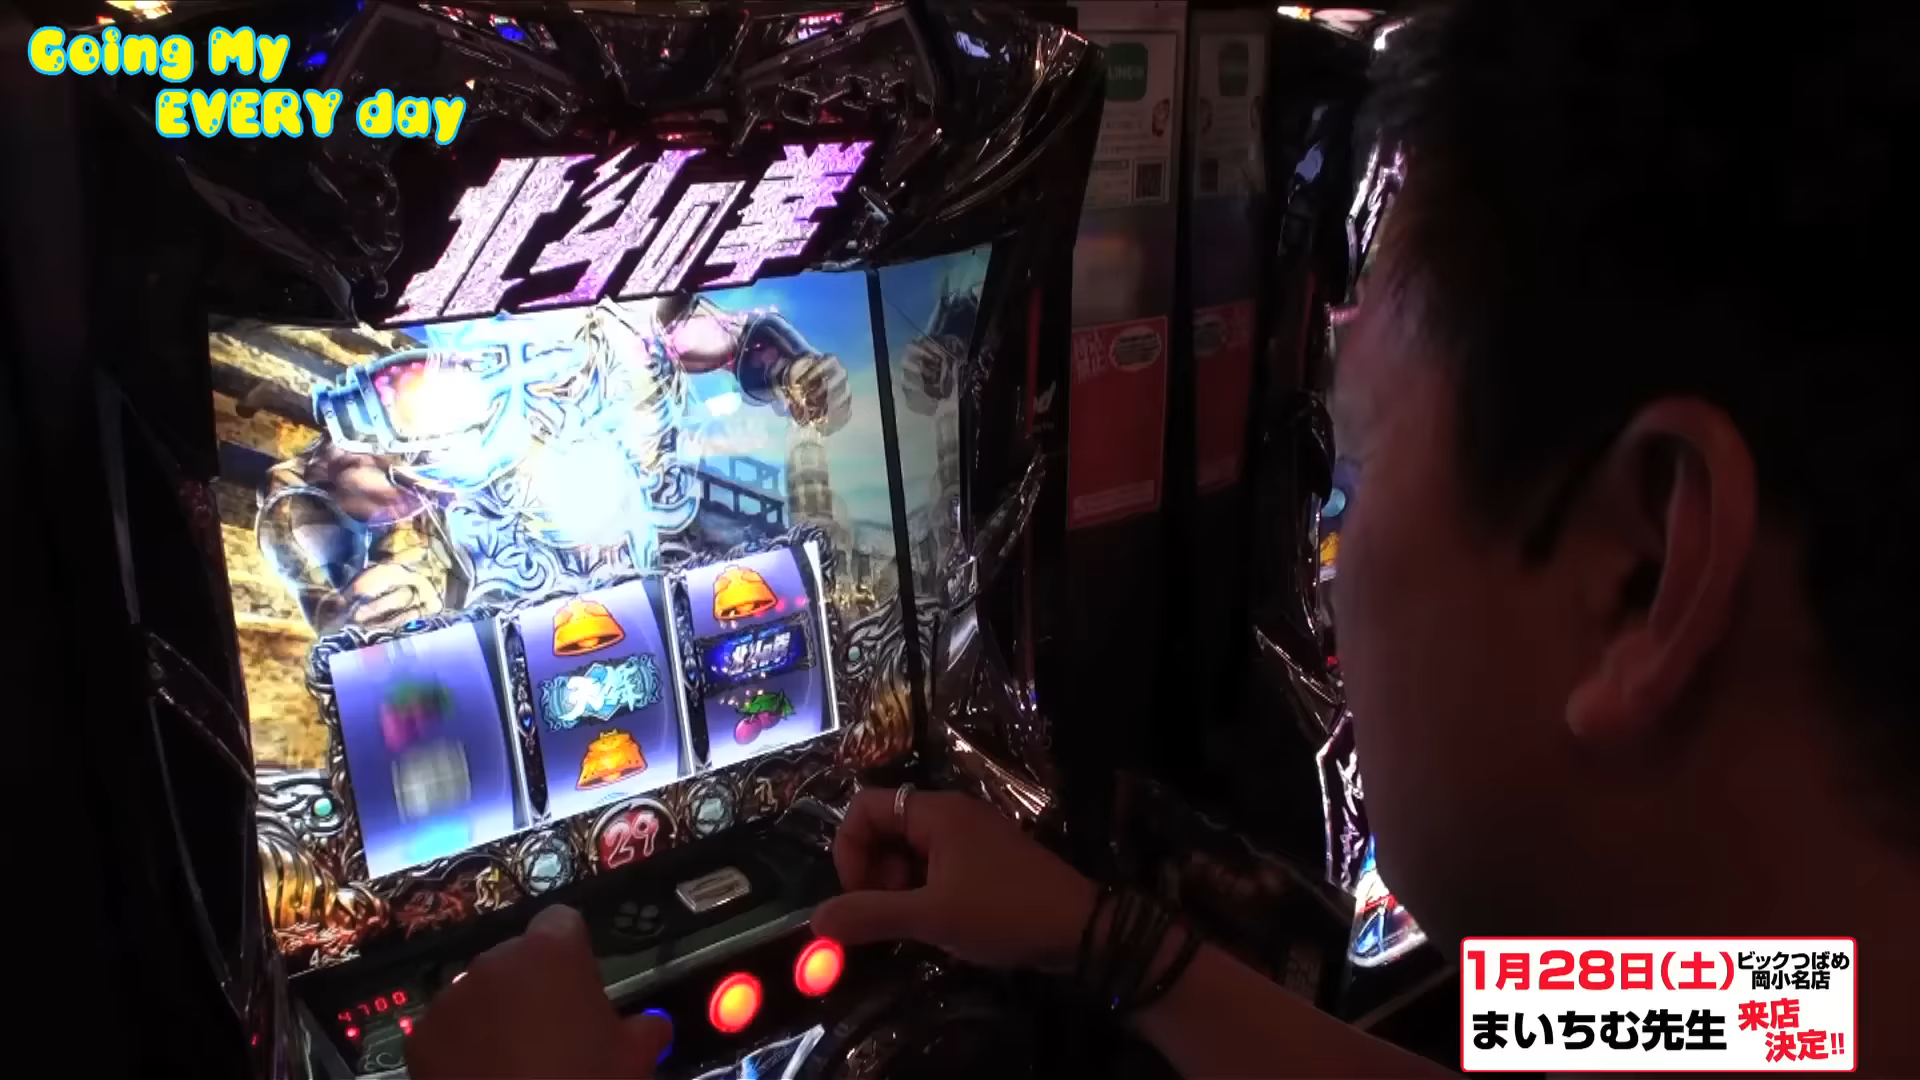 Going My
EVERY day
北斗の拳
天
天昇
北斗の拳
29
4700
1月28日(土)
ビックつばめ
岡小名店
まいちむ先生
来店
決定!!